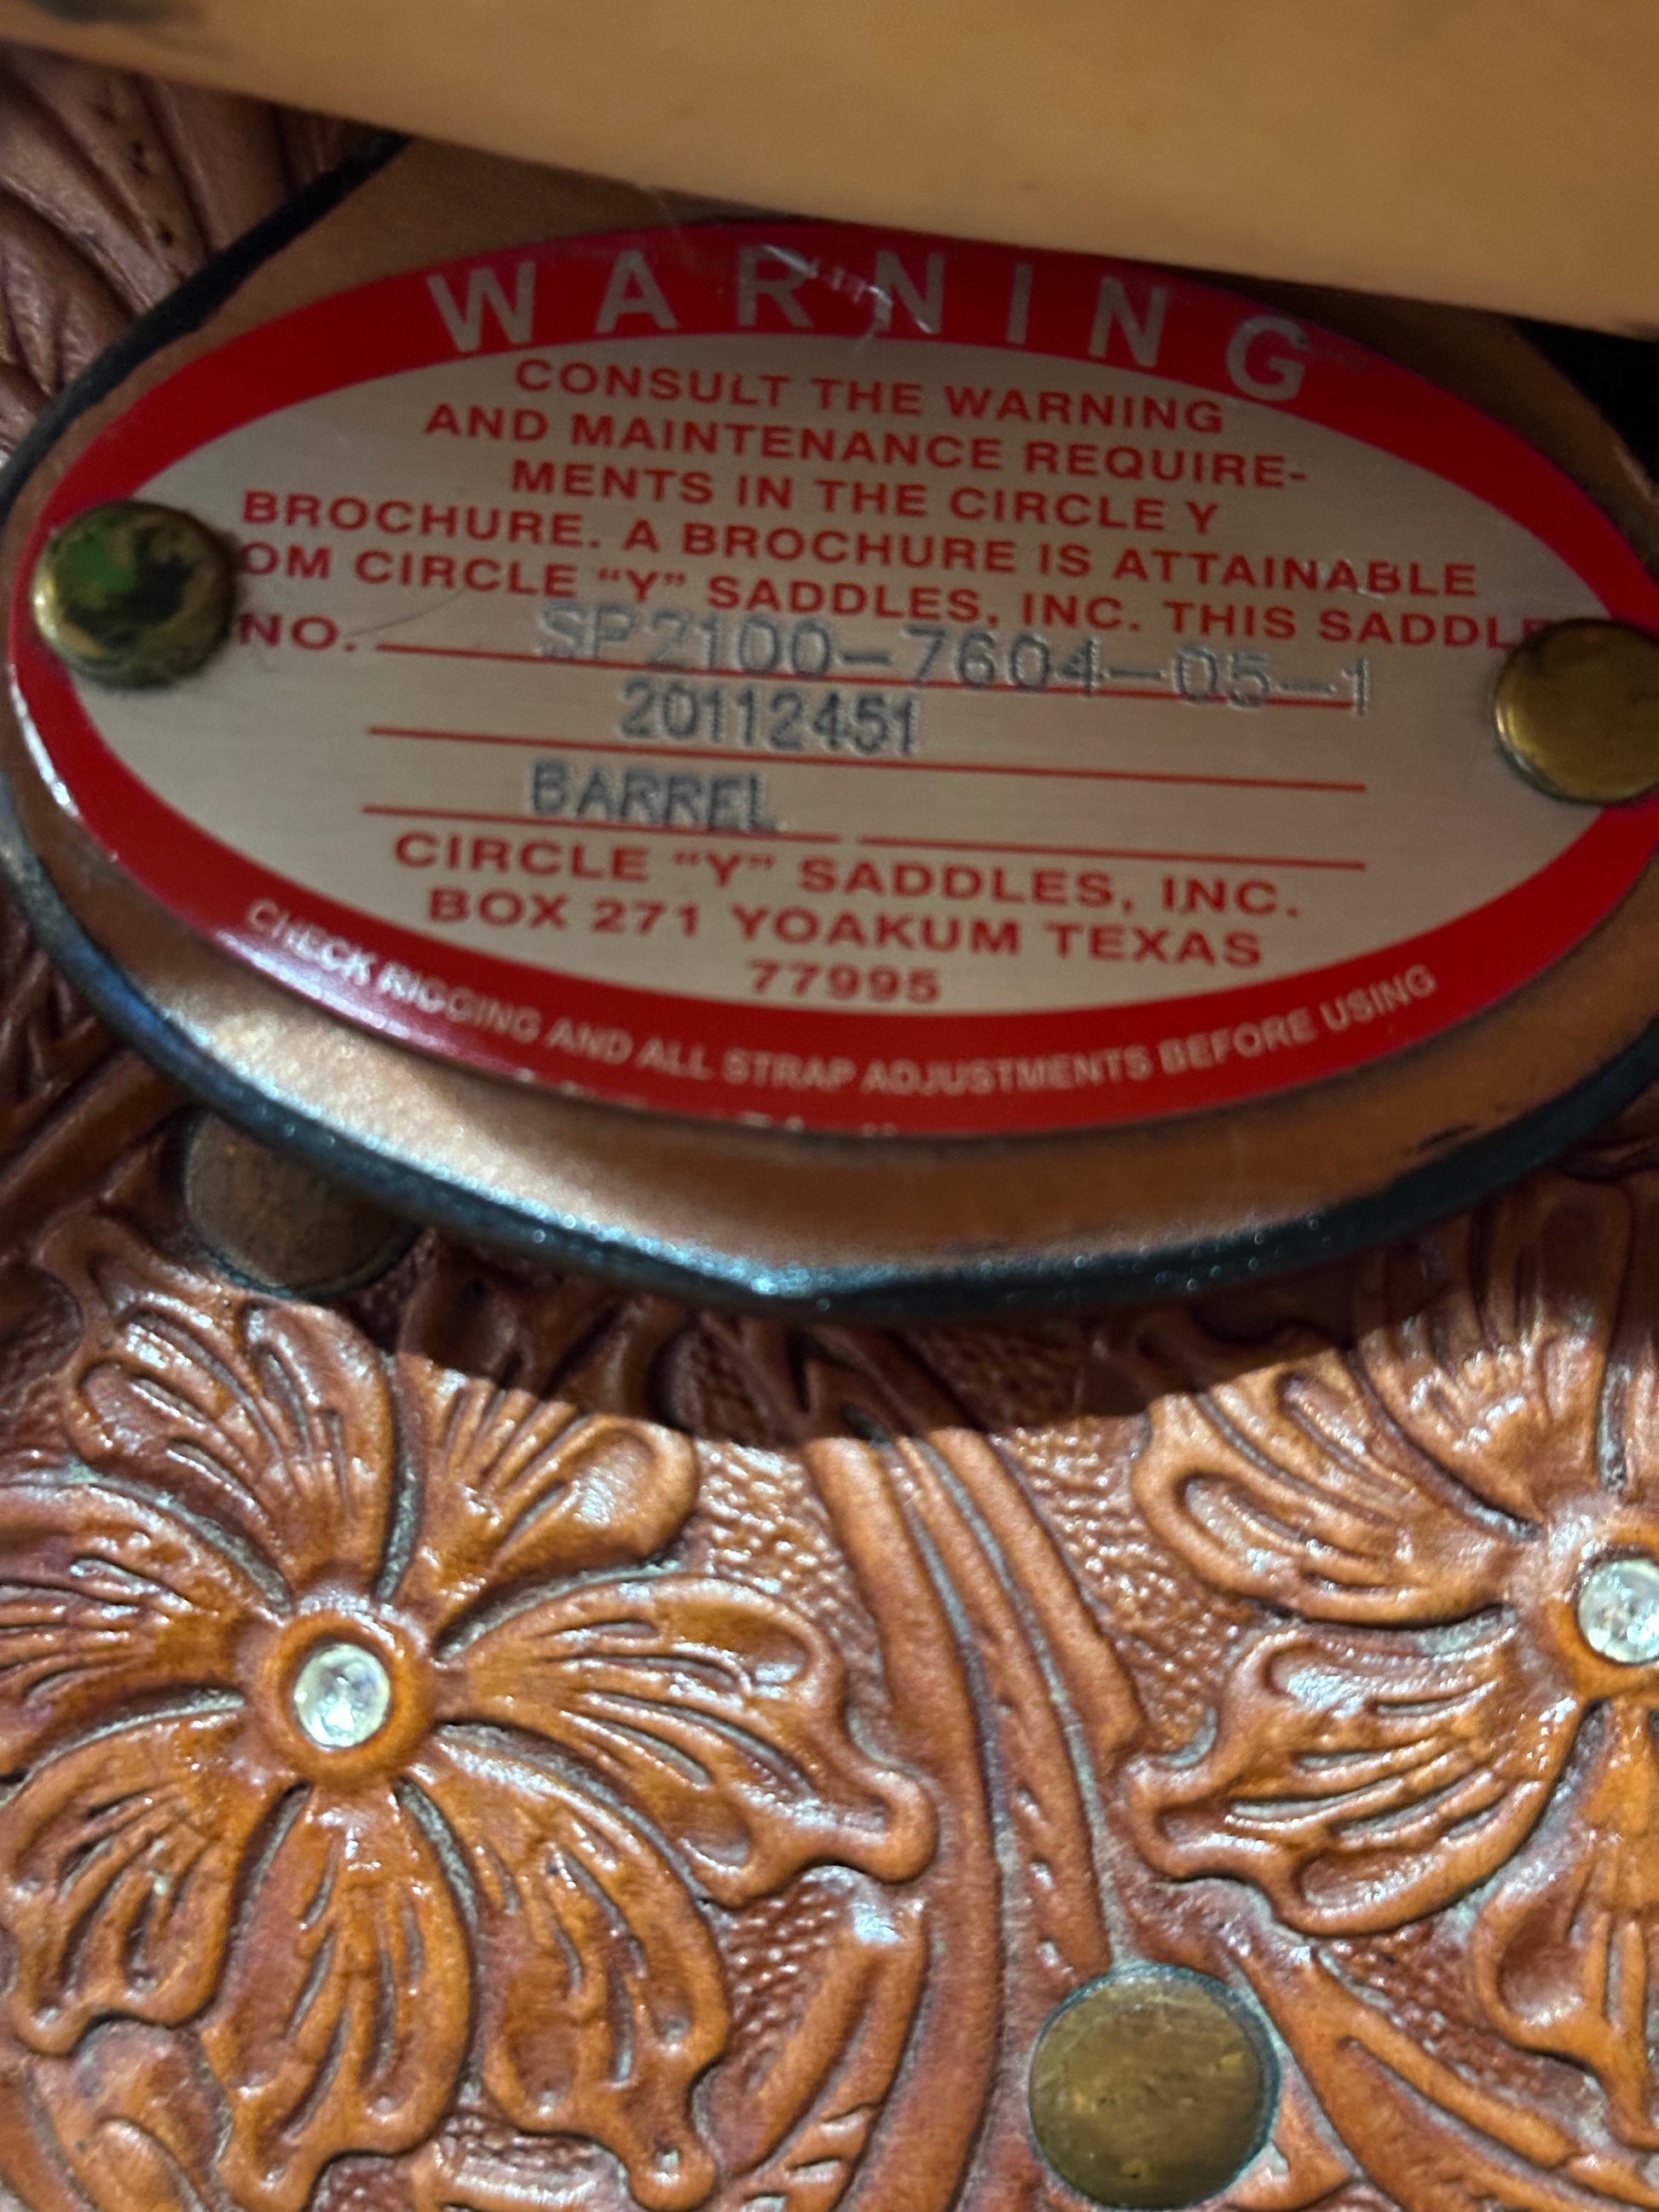 WARNING
CONSULT THE WARNING
AND MAINTENANCE REQUIRE-
MENTS IN THE CIRCLE Y
BROCHURE. A BROCHURE IS ATTAINABLE
OM CIRCLE “Y” SADDLES, INC. THIS SADDLE
NO. SP2100-7604-05-1
20112451
BARREL
CIRCLE “Y” SADDLES, INC.
BOX 271 YOAKUM TEXAS
77995
CHECK RIGGING AND ALL STRAP ADJUSTMENTS BEFORE USING